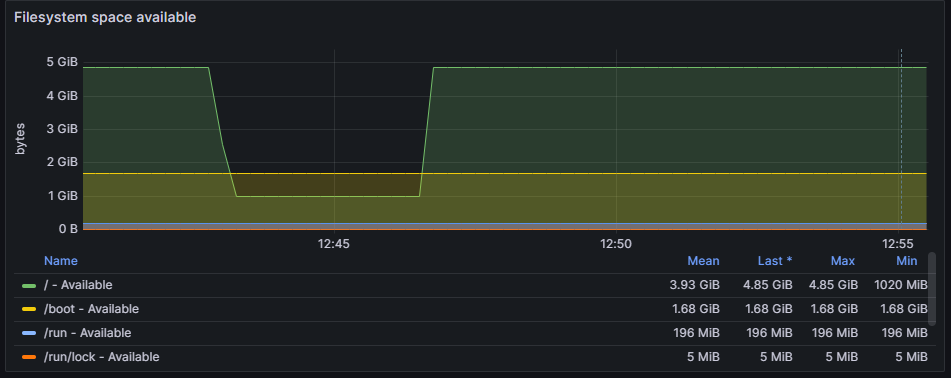 Filesystem space available
bytes
5 GiB
4 GiB
3 GiB
2 GiB
1 GiB
0 B
12:45 12:50 12:55
Name Mean Last * Max Min
/ - Available 3.93 GiB 4.85 GiB 4.85 GiB 1020 MiB
/boot - Available 1.68 GiB 1.68 GiB 1.68 GiB 1.68 GiB
/run - Available 196 MiB 196 MiB 196 MiB 196 MiB
/run/lock - Available 5 MiB 5 MiB 5 MiB 5 MiB